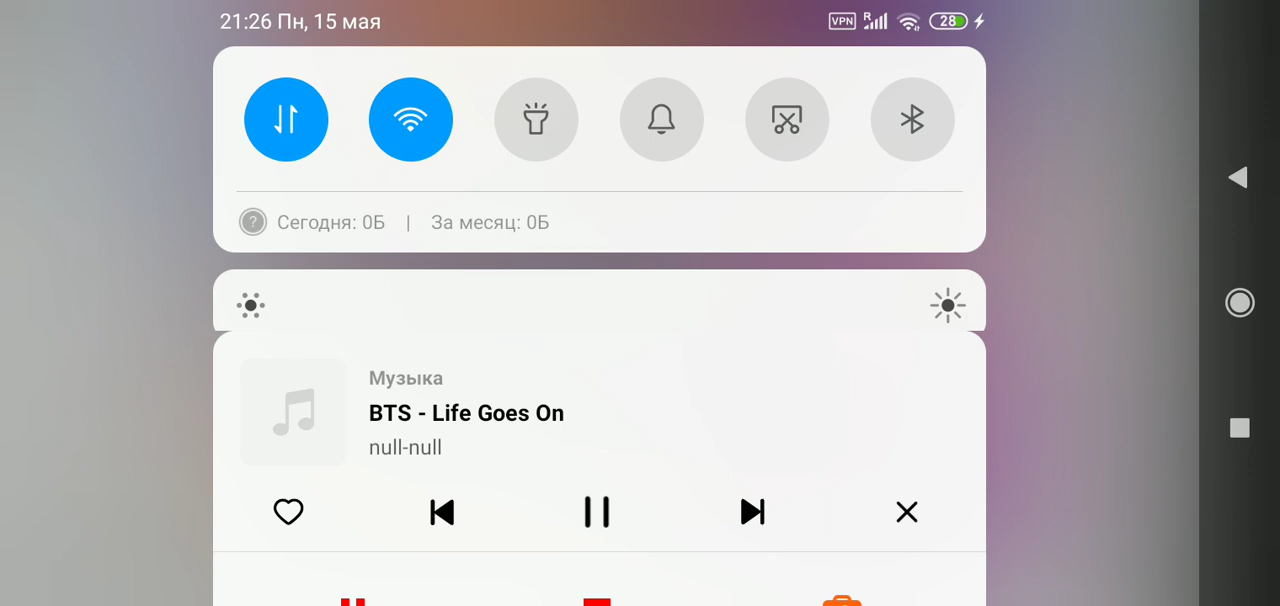 21:26 Пн, 15 мая
VPN R 28
? Сегодня: 0Б | За месяц: 0Б
Музыка
BTS - Life Goes On
null-null